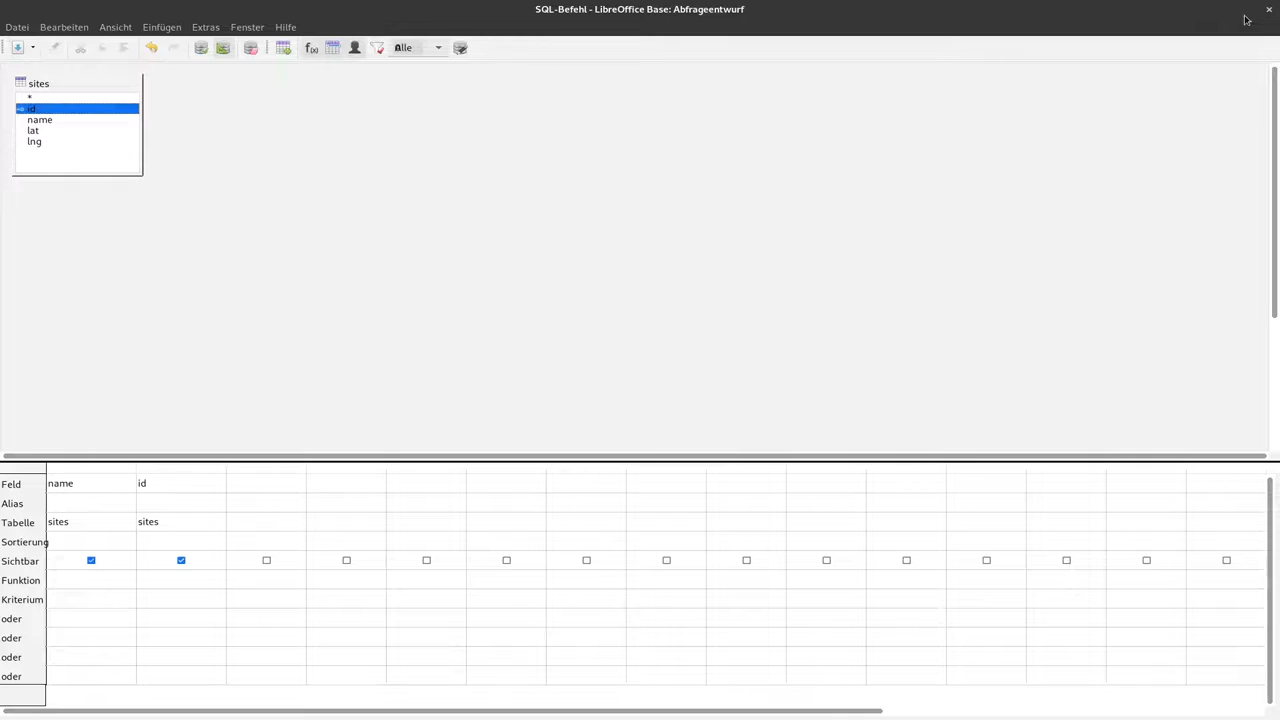 SQL-Befehl - LibreOffice Base: Abfrageentwurf
Datei Bearbeiten Ansicht Einfügen Extras Fenster Hilfe
f(x) Alle
sites
*
id
name
lat
lng
Feld name id
Alias
Tabelle sites sites
Sortierung
Sichtbar
Funktion
Kriterium
oder
oder
oder
oder